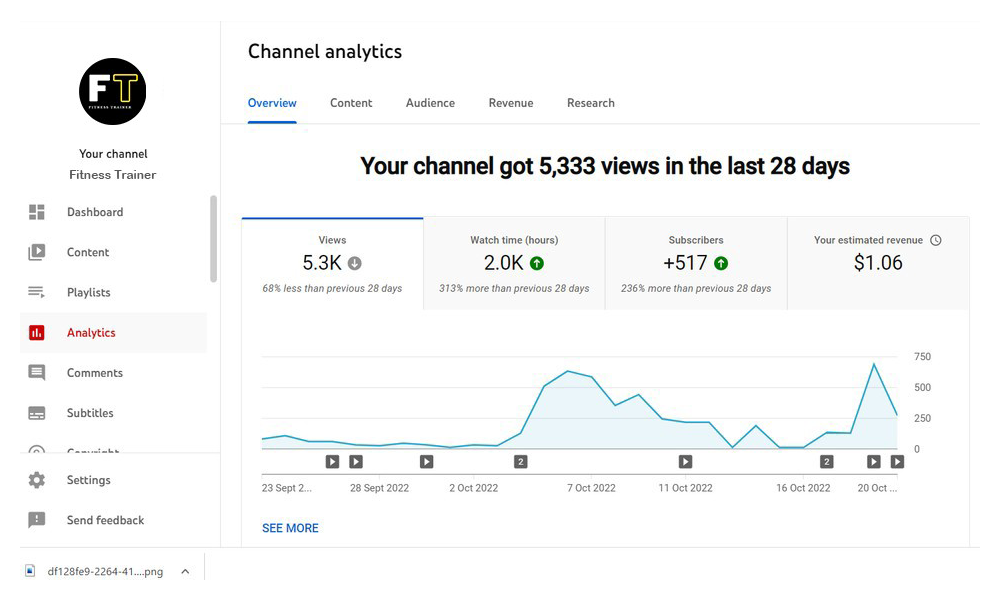 Channel analytics
FT
FITNESS TRAINER
Overview Content Audience Revenue Research
Your channel
Fitness Trainer
Dashboard
Content
Playlists
Analytics
Comments
Subtitles
Copyright
Settings
Send feedback
Your channel got 5,333 views in the last 28 days
Views
5.3K
68% less than previous 28 days
Watch time (hours)
2.0K
313% more than previous 28 days
Subscribers
+517
236% more than previous 28 days
Your estimated revenue
$1.06
750
500
250
0
2 2
23 Sept 2... 28 Sept 2022 2 Oct 2022 7 Oct 2022 11 Oct 2022 16 Oct 2022 20 Oct ...
SEE MORE
df128fe9-2264-41....png